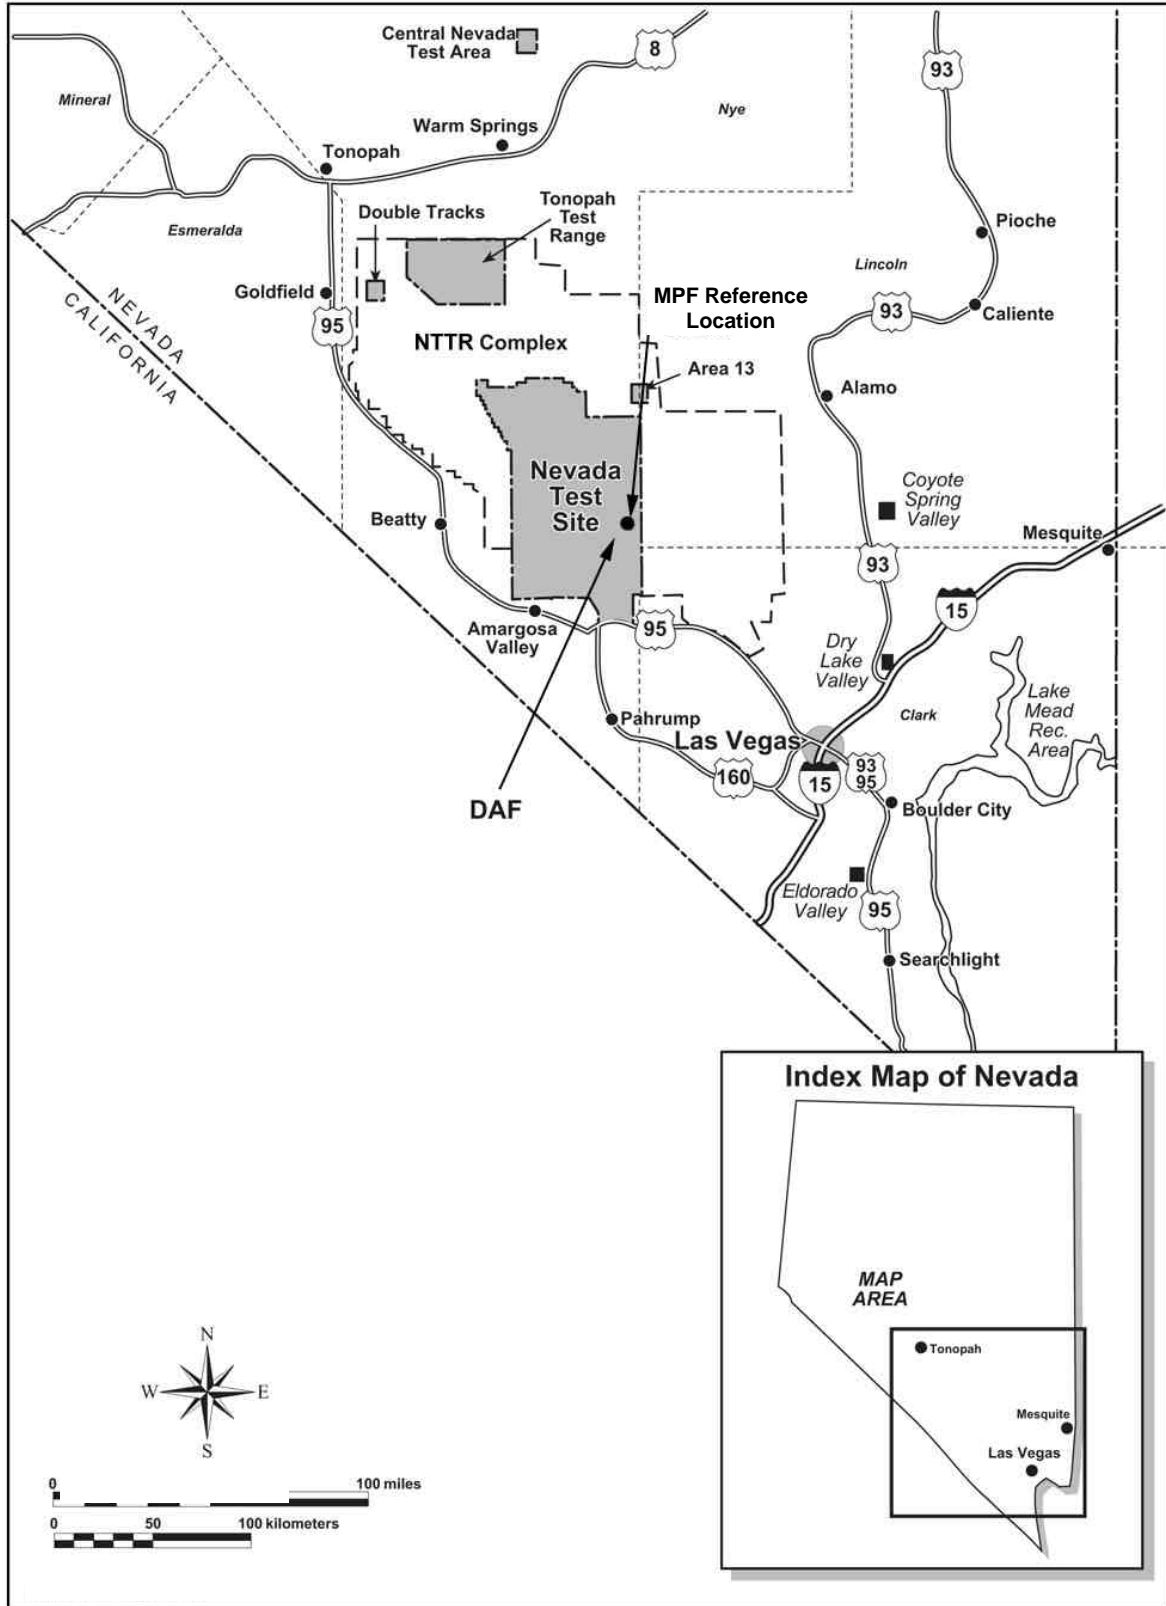 Central Nevada
Test Area
8
93
Mineral
Nye
Warm Springs
Tonopah
Tonopah
Test
Range
Double Tracks
Esmeralda
Pioche
Lincoln
Goldfield
NEVADA
CALIFORNIA
95
MPF Reference
Location
93
Caliente
NTTR Complex
Area 13
Alamo
Nevada
Test
Site
Coyote
Spring
Valley
Beatty
Mesquite
93
15
Amargosa
Valley
95
Dry
Lake
Valley
Lake
Mead
Rec.
Area
Clark
Pahrump
Las Vegas
160
15
93
95
DAF
Boulder City
Eldorado
Valley
95
Searchlight
Index Map of Nevada
MAP
AREA
Tonopah
Mesquite
Las Vegas
N
W
E
S
0
100 miles
0
50
100 kilometers